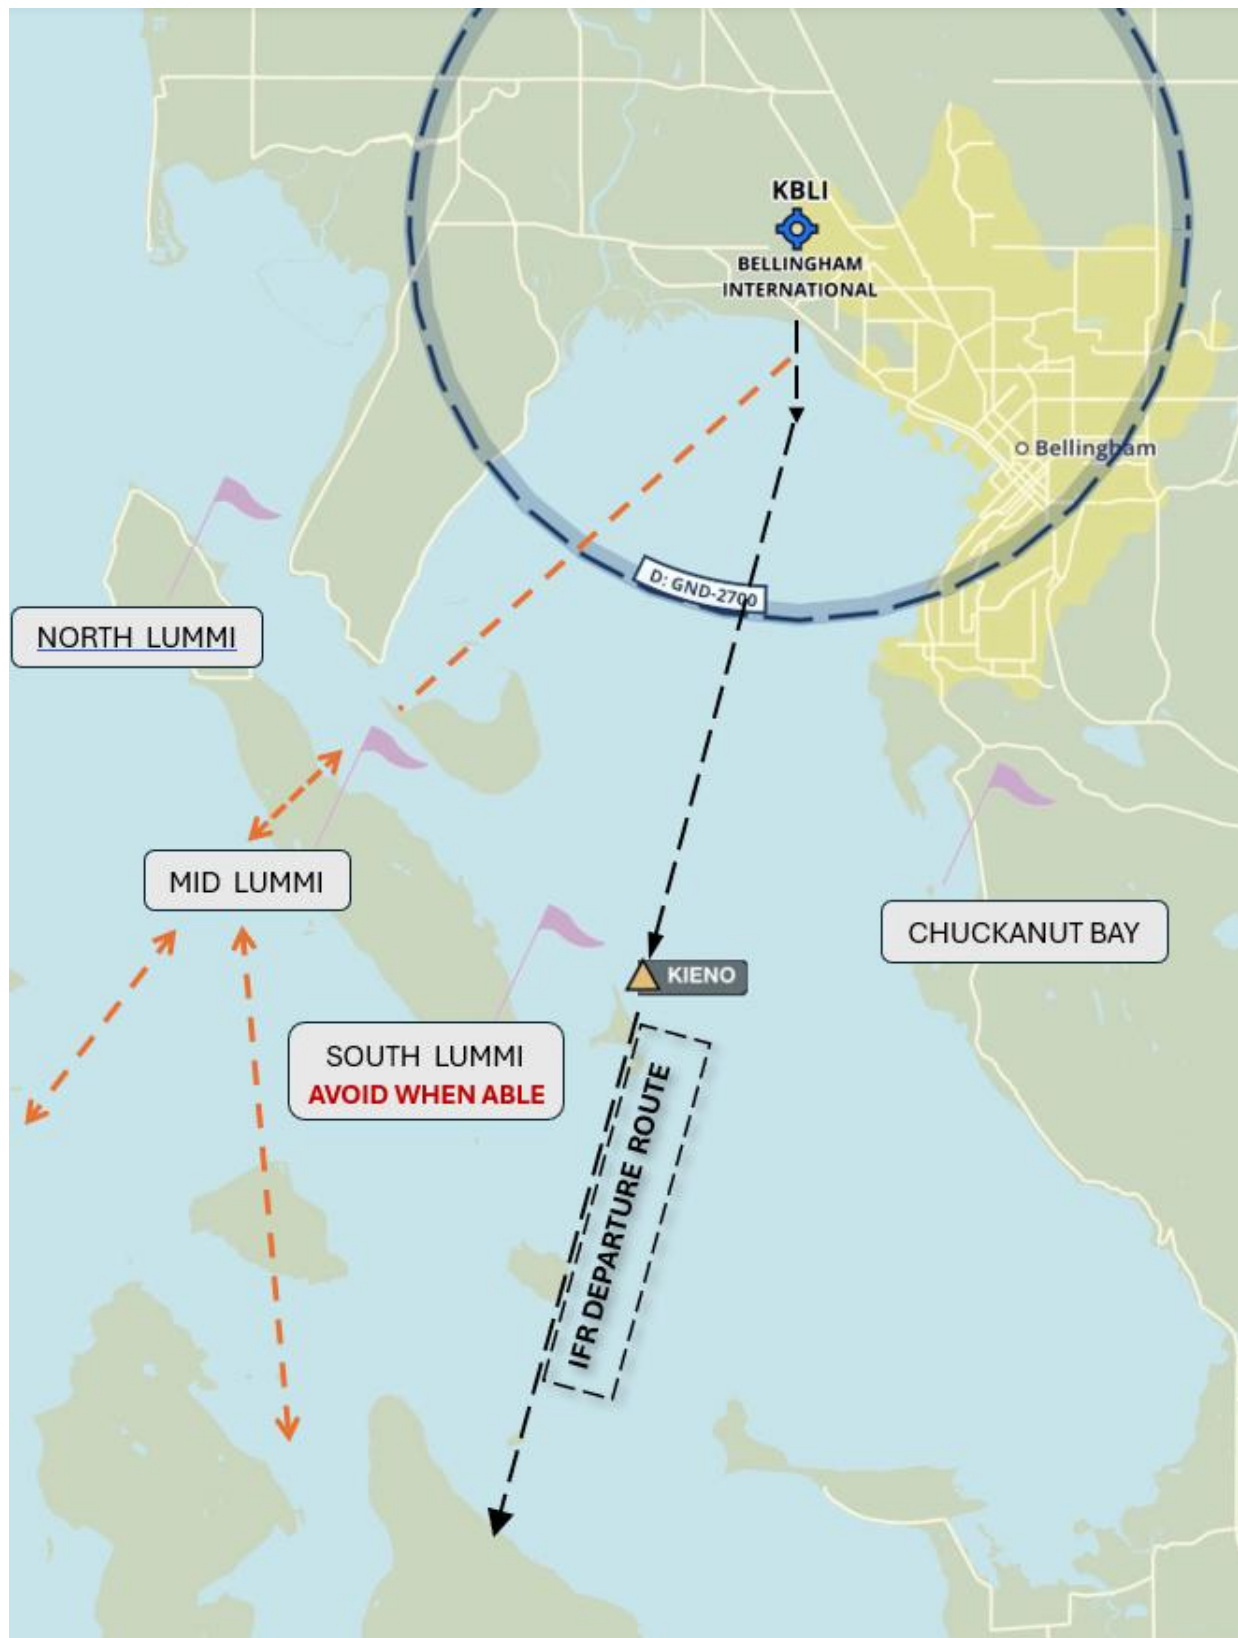 KBLI
BELLINGHAM
INTERNATIONAL
Bellingham
D: GND-2700
NORTH LUMMI
MID LUMMI
CHUCKANUT BAY
KIENO
SOUTH LUMMI
AVOID WHEN ABLE
IFR DEPARTURE ROUTE